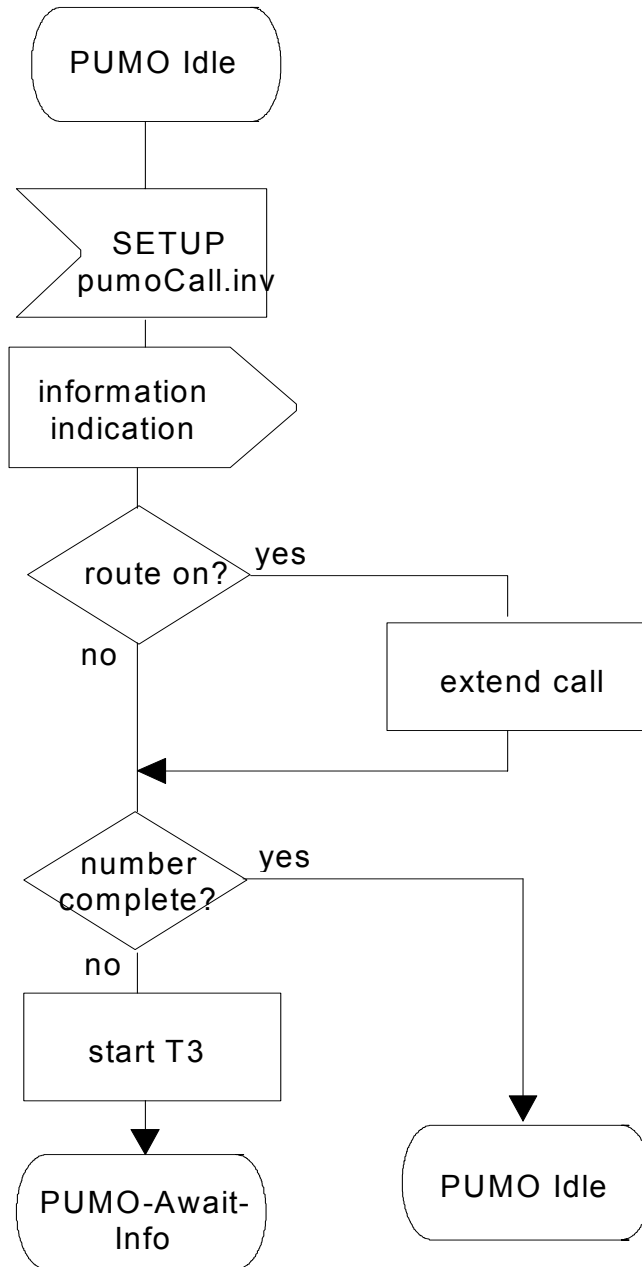 PUMO Idle
SETUP
pumoCall.inv
information
indication
route on?
yes
no
extend call
number
complete?
yes
no
start T3
PUMO-Await-
Info
PUMO Idle